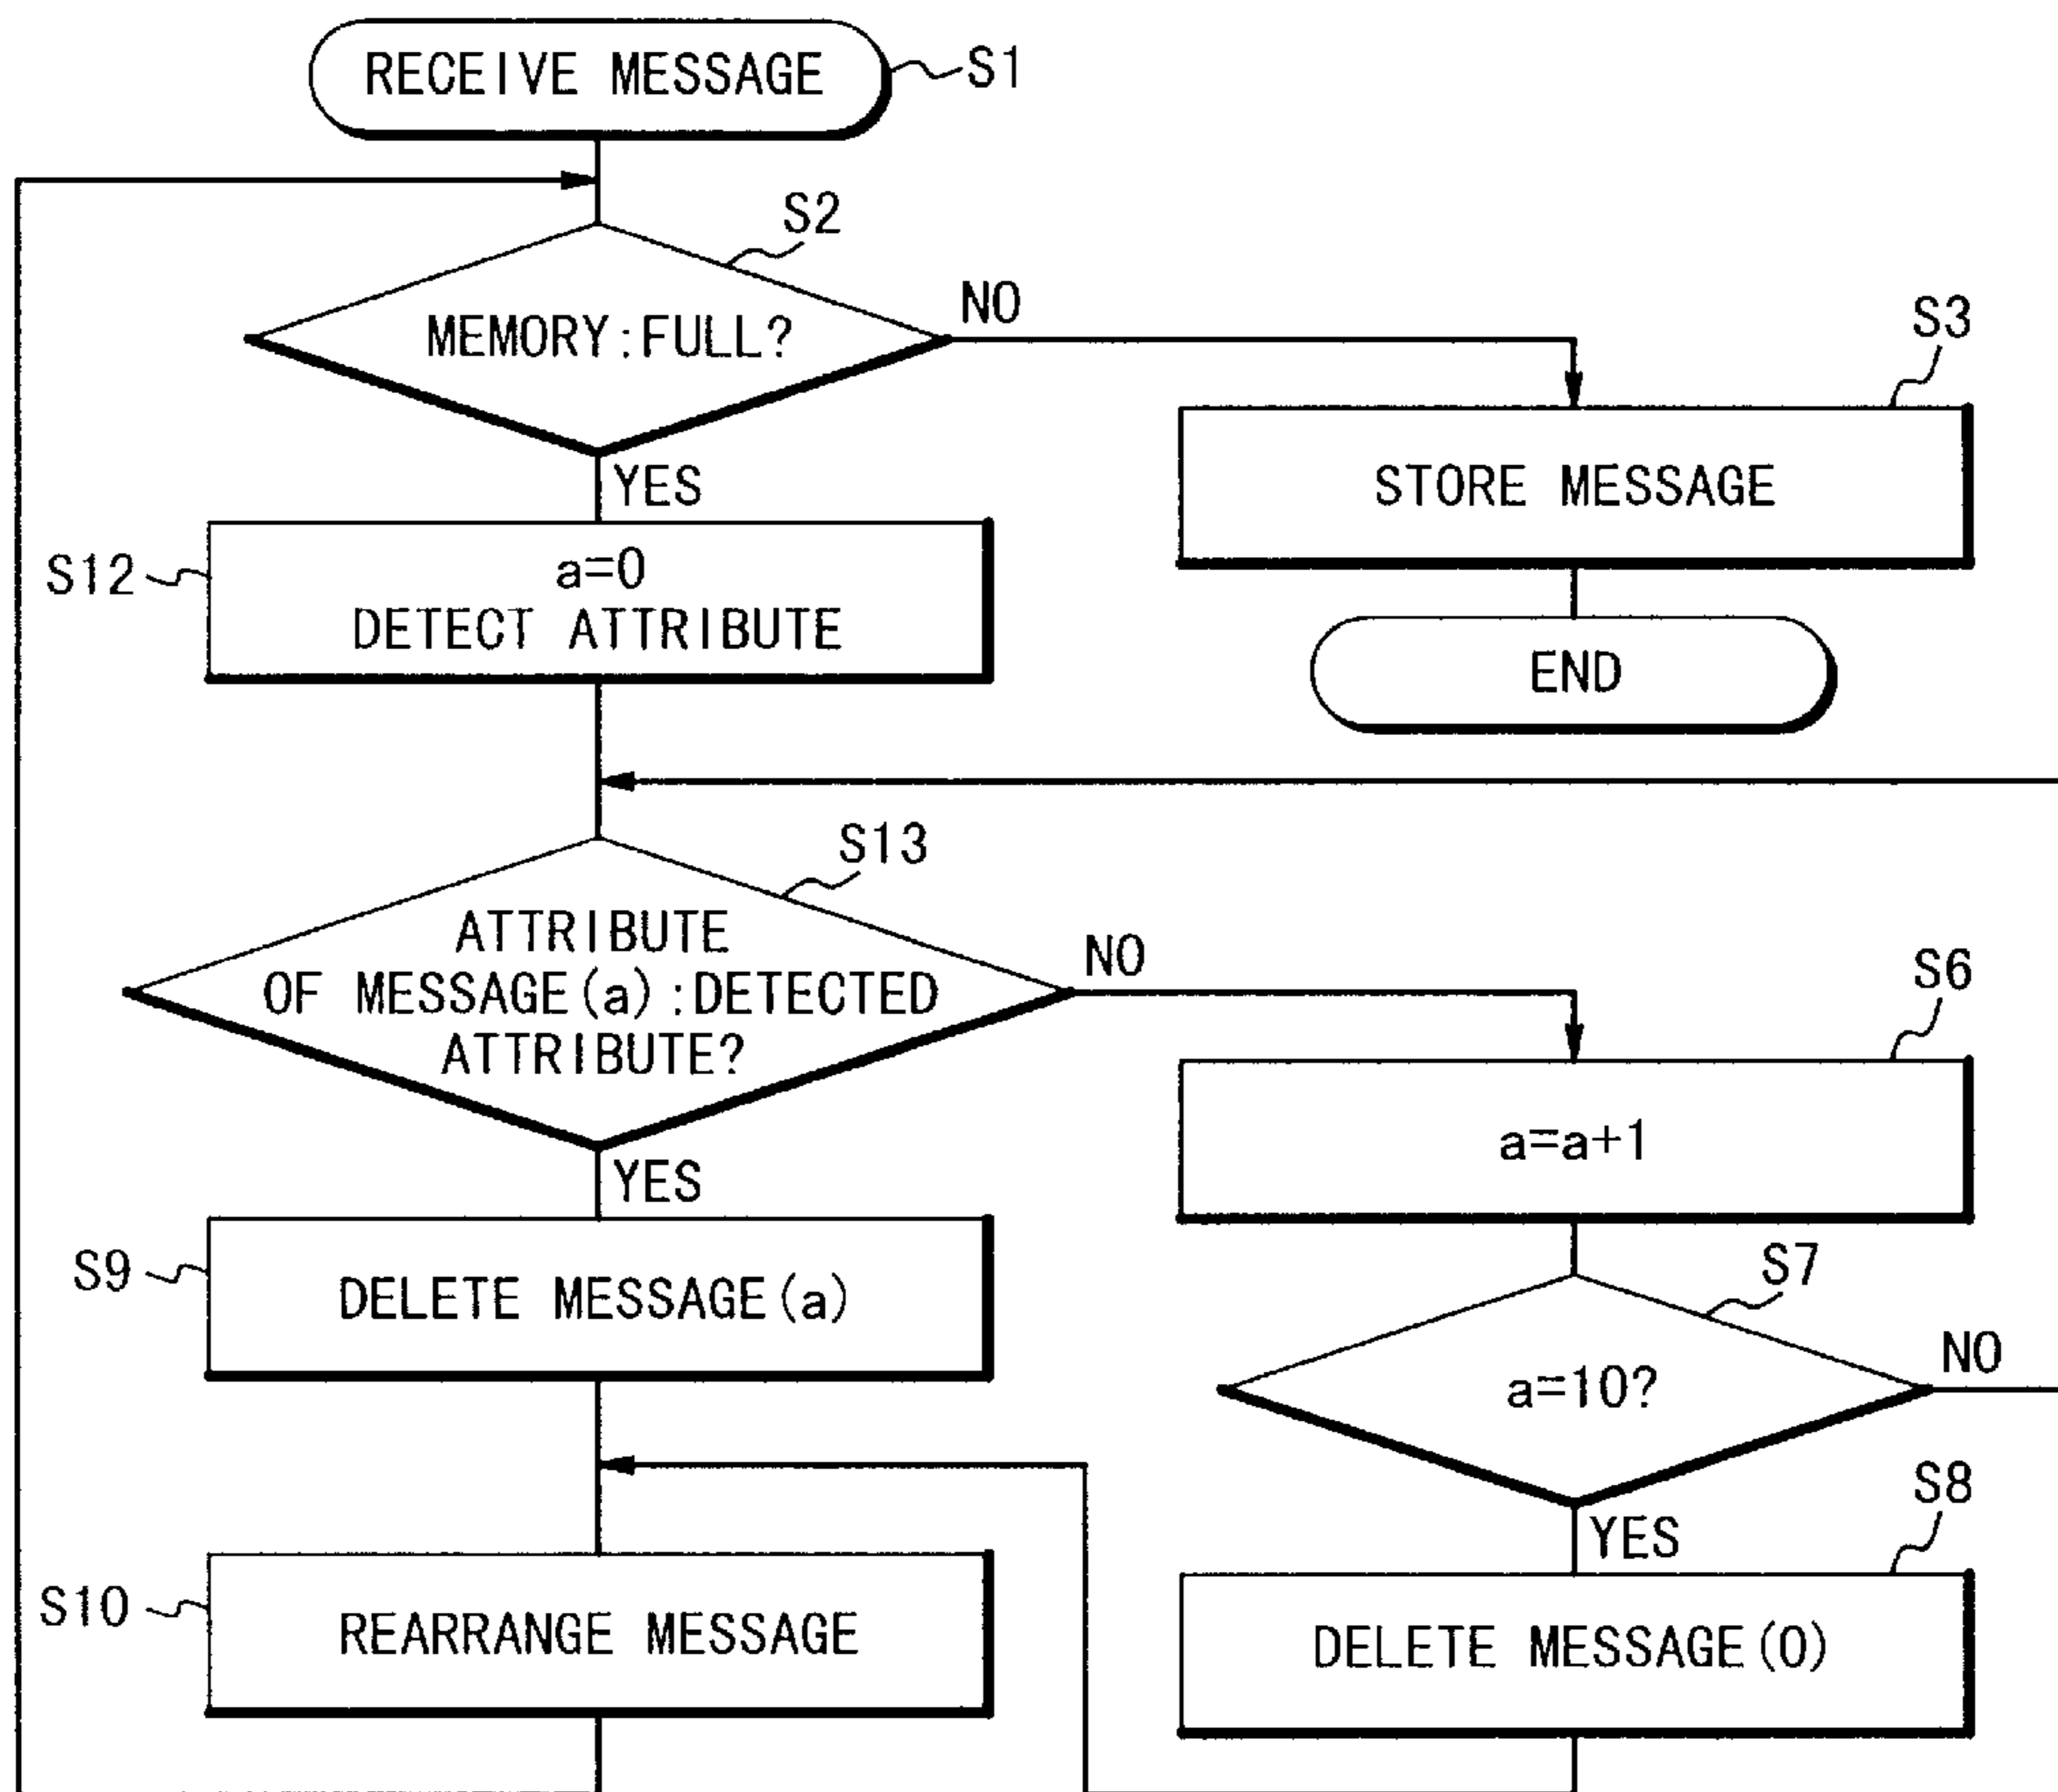 RECEIVE MESSAGE
S1
S2
MEMORY:FULL?
NO
YES
S3
STORE MESSAGE
END
S12
a=0
DETECT ATTRIBUTE
S13
ATTRIBUTE
OF MESSAGE(a):DETECTED
ATTRIBUTE?
NO
YES
S6
a=a+1
S7
a=10?
NO
YES
S9
DELETE MESSAGE(a)
S8
DELETE MESSAGE(0)
S10
REARRANGE MESSAGE